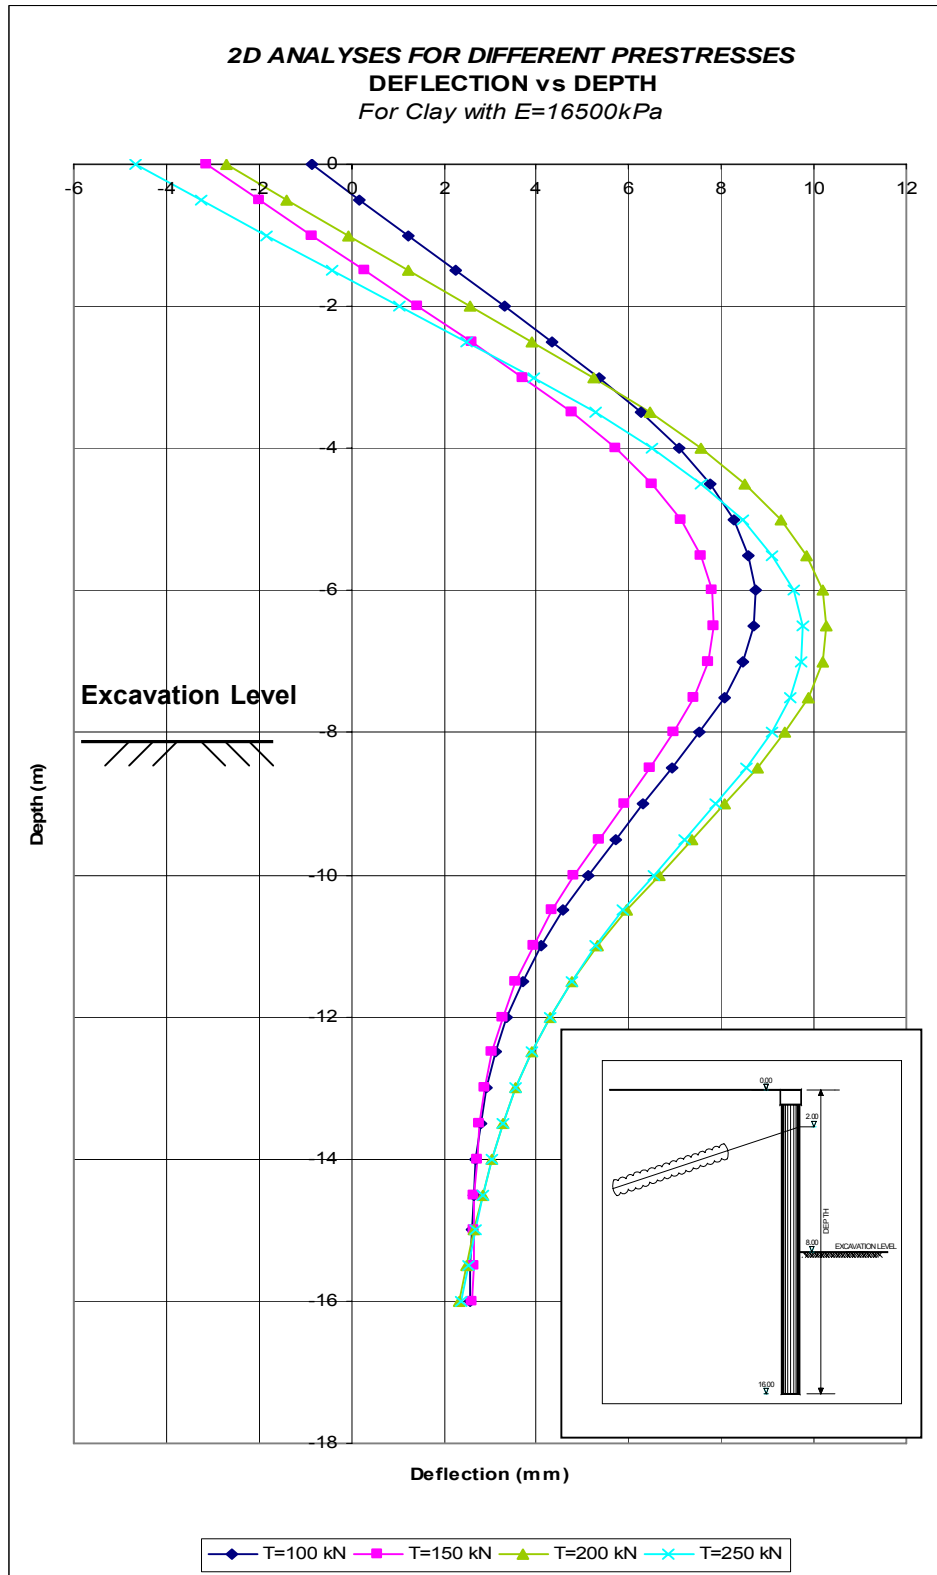 2D ANALYSES FOR DIFFERENT PRESTRESSES
DEFLECTION vs DEPTH
For Clay with E=16500kPa
0
-6 -4 -2 0 2 4 6 8 10 12
-2
-4
-6
Excavation Level
-8
Depth (m)
-10
-12
0.00
2.00
-14
DEPTH
8.00
EXCAVATION LEVEL
-16
16.00
-18
Deflection (mm)
T=100 kN T=150 kN T=200 kN T=250 kN